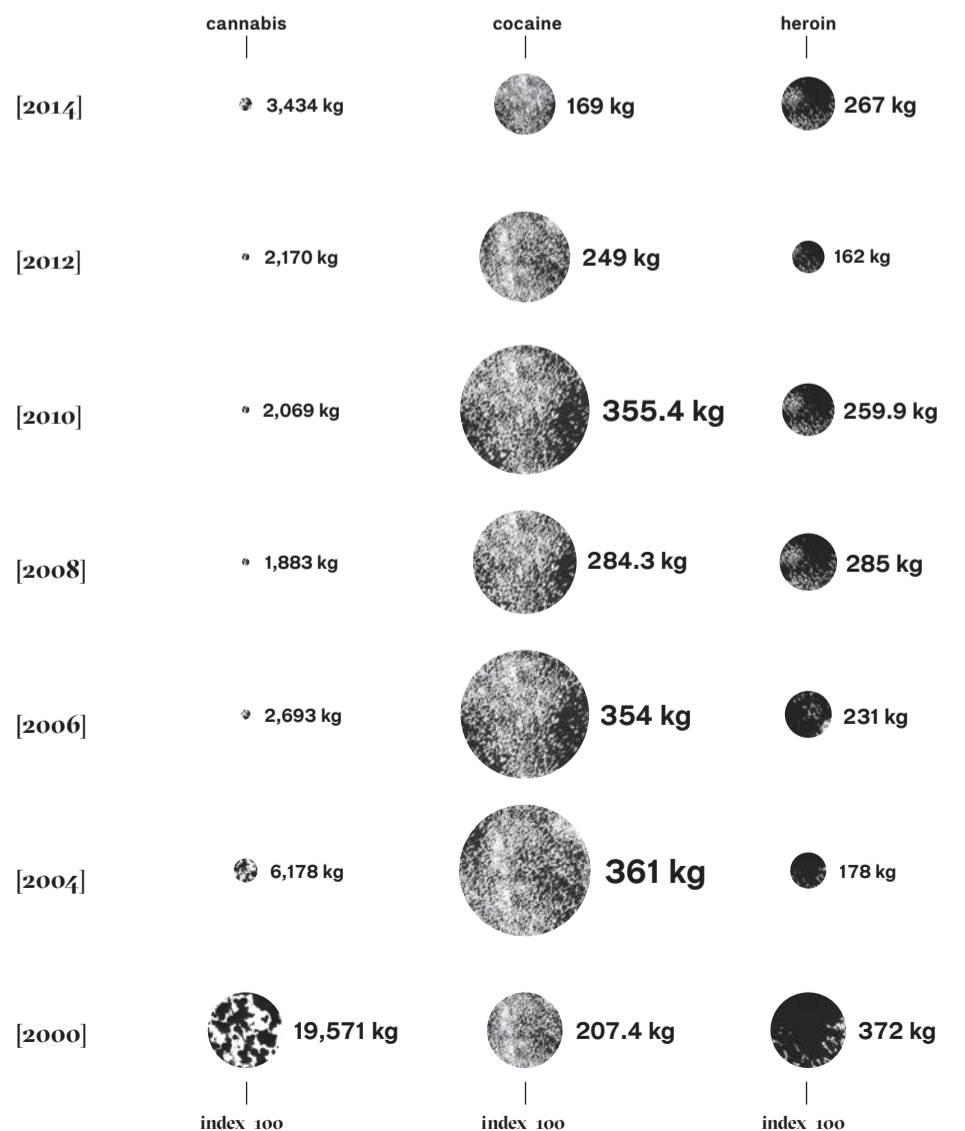 cannabis cocaine heroin
[2014] 3,434 kg 169 kg 267 kg
[2012] 2,170 kg 249 kg 162 kg
[2010] 2,069 kg 355.4 kg 259.9 kg
[2008] 1,883 kg 284.3 kg 285 kg
[2006] 2,693 kg 354 kg 231 kg
[2004] 6,178 kg 361 kg 178 kg
[2000] 19,571 kg 207.4 kg 372 kg
index 100 index 100 index 100